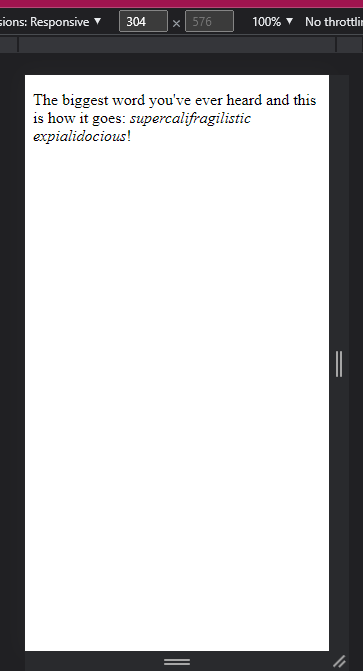 sions: Responsive ▼ 304 × 576 100% ▼ No throttlin
The biggest word you've ever heard and this
is how it goes: supercalifragilistic
expialidocious!